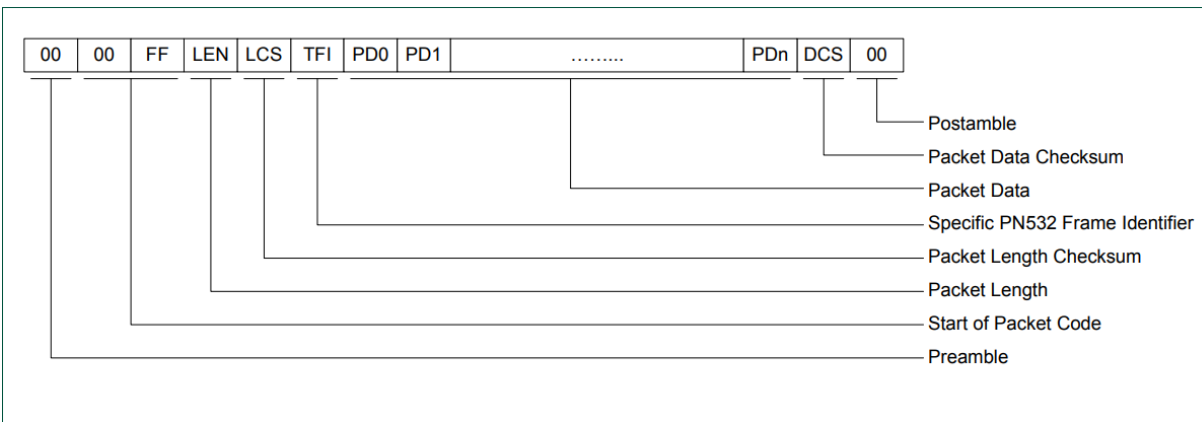 00 00 FF LEN LCS TFI PD0 PD1 ……... PDn DCS 00
Postamble
Packet Data Checksum
Packet Data
Specific PN532 Frame Identifier
Packet Length Checksum
Packet Length
Start of Packet Code
Preamble